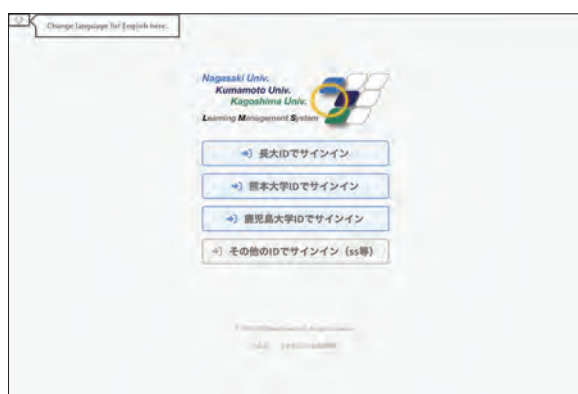 Change language for English here.
Nagasaki Univ.
Kumamoto Univ.
Kagoshima Univ.
Learning Management System
長大IDでサインイン
熊本大学IDでサインイン
鹿児島大学IDでサインイン
その他のIDでサインイン（ss等）